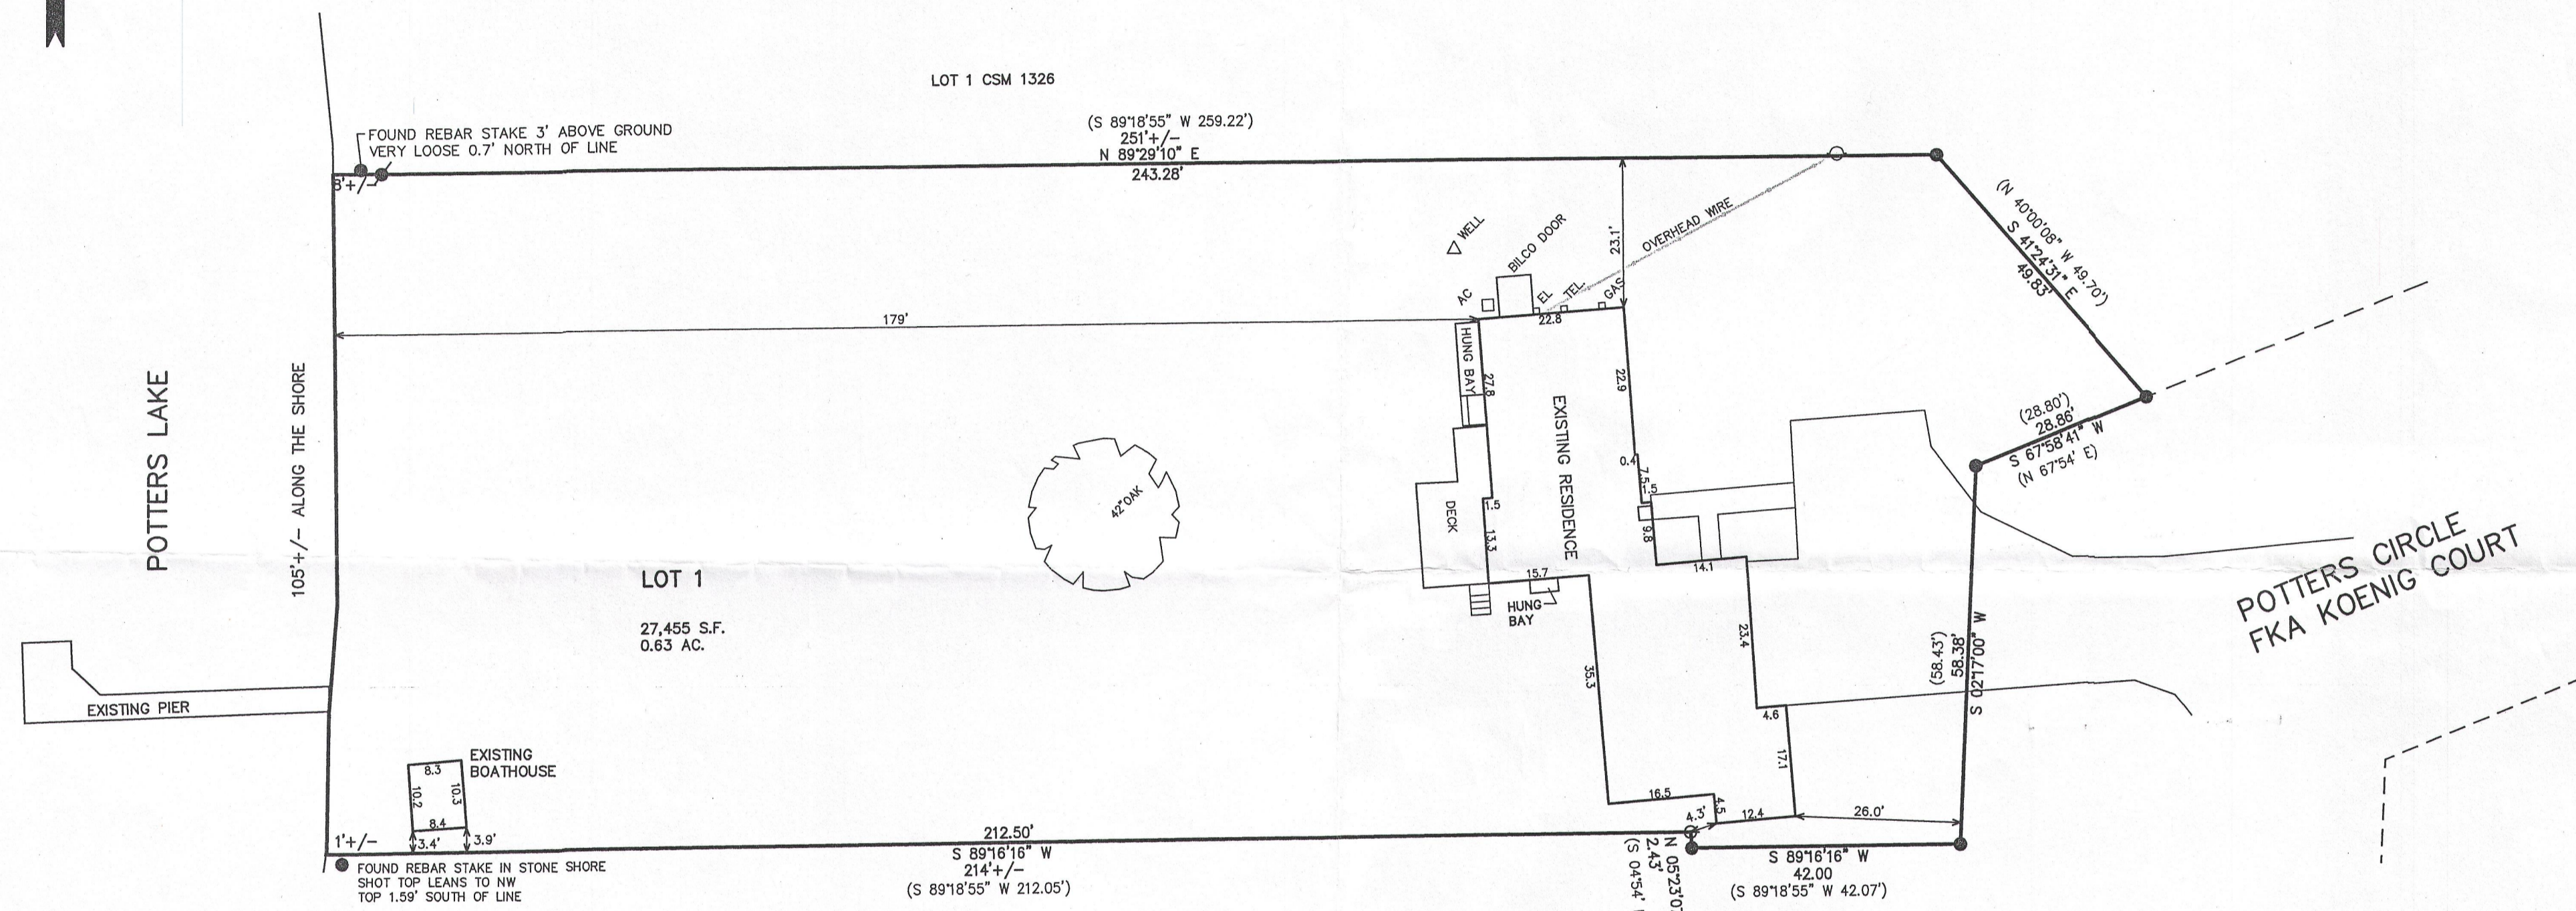 LOT 1 CSM 1326
FOUND REBAR STAKE 3' ABOVE GROUND
VERY LOOSE 0.7' NORTH OF LINE
8'+/-
(S 89°18'55" W 259.22')
251'+/-
N 89°29'10" E
243.28'
(N 40°00'08" W 49.70')
S 41°24'31" E
49.83'
WELL
BILCO DOOR
OVERHEAD WIRE
23.1'
AC
EL
TEL.
GAS
22.8
179'
HUNG BAY
27.8
22.9
EXISTING RESIDENCE
0.4
7.5
1.5
9.8
14.1
DECK
1.5
13.3
15.7
HUNG
BAY
(28.80')
28.86'
S 67°58'41" W
(N 67°54' E)
POTTERS LAKE
105'+/- ALONG THE SHORE
42" OAK
LOT 1
27,455 S.F.
0.63 AC.
POTTERS CIRCLE
FKA KOENIG COURT
(58.43')
58.38'
S 02°17'00" W
23.4
35.3
4.6
17.1
EXISTING PIER
EXISTING
BOATHOUSE
8.3
10.2
10.3
8.4
3.4'
3.9'
16.5
4.5
4.3'
12.4
26.0'
1'+/-
FOUND REBAR STAKE IN STONE SHORE
SHOT TOP LEANS TO NW
TOP 1.59' SOUTH OF LINE
212.50'
S 89°16'16" W
214'+/-
(S 89°18'55" W 212.05')
N 05°23'07
2.43'
(S 04°54'
S 89°16'16" W
42.00
(S 89°18'55" W 42.07')